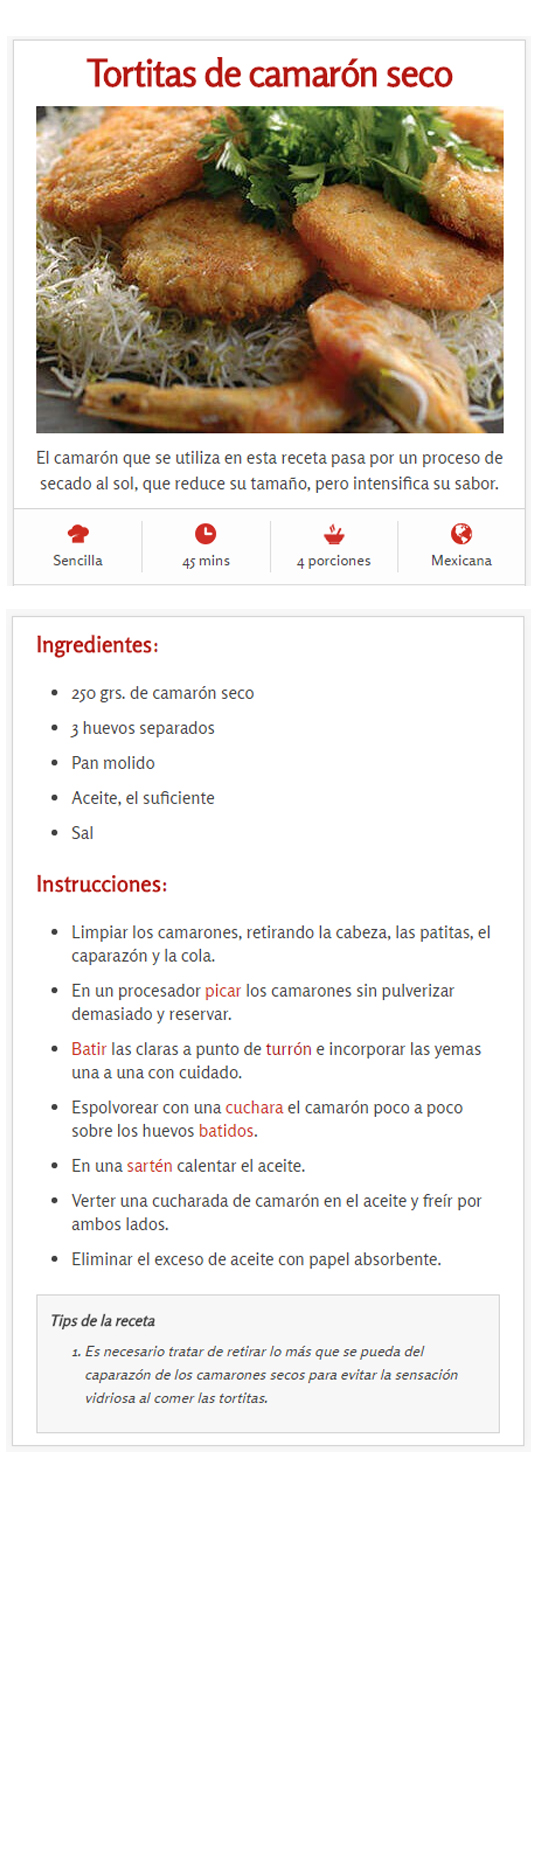 Tortitas de camarón seco
El camarón que se utiliza en esta receta pasa por un proceso de
secado al sol, que reduce su tamaño, pero intensifica su sabor.
Sencilla
45 mins
4 porciones
Mexicana
Ingredientes:
• 250 grs. de camarón seco
• 3 huevos separados
• Pan molido
• Aceite, el suficiente
• Sal
Instrucciones:
• Limpiar los camarones, retirando la cabeza, las patitas, el
caparazón y la cola.
• En un procesador picar los camarones sin pulverizar
demasiado y reservar.
• Batir las claras a punto de turrón e incorporar las yemas
una a una con cuidado.
• Espolvorear con una cuchara el camarón poco a poco
sobre los huevos batidos.
• En una sartén calentar el aceite.
• Verter una cucharada de camarón en el aceite y freír por
ambos lados.
• Eliminar el exceso de aceite con papel absorbente.
Tips de la receta
1. Es necesario tratar de retirar lo más que se pueda del
caparazón de los camarones secos para evitar la sensación
vidriosa al comer las tortitas.